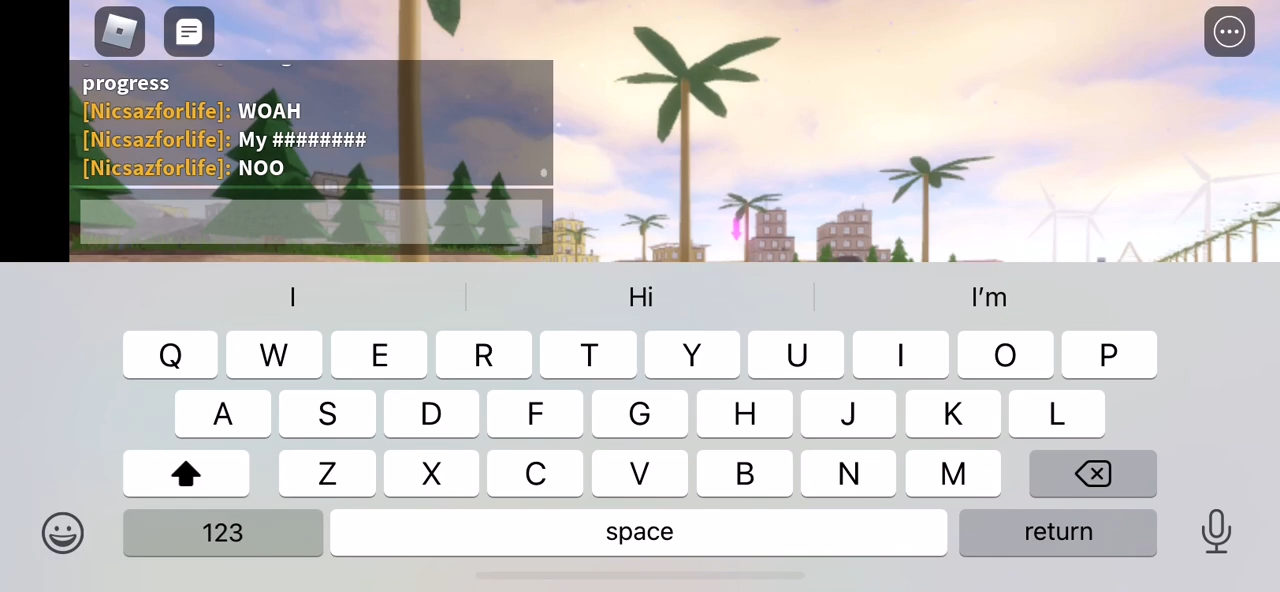 progress
[Nicsazforlife]: WOAH
[Nicsazforlife]: My ########
[Nicsazforlife]: NOO
I Hi I’m
Q W E R T Y U I O P
A S D F G H J K L
Z X C V B N M
123 space return